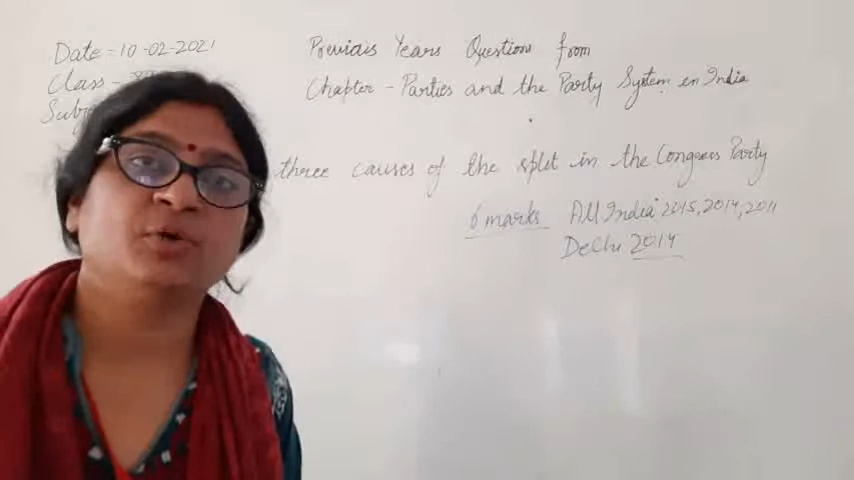 Date = 10-02-2021
Previous Years Question from
Class -
Chapter - Parties and the Party System in India
three causes of the split in the Congress Party
6 marks All India 2015, 2014, 2011
Delhi 2014